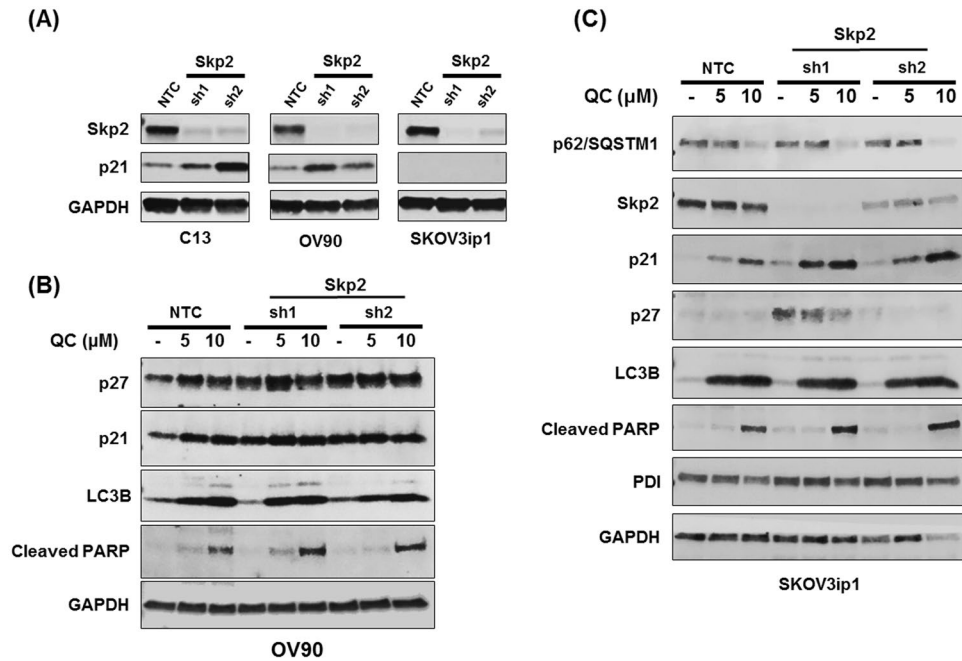 (A)
Skp2
Skp2
Skp2
NTC sh1 sh2
NTC sh1 sh2
NTC sh1 sh2
Skp2
p21
GAPDH
C13
OV90
SKOV3ip1
(B)
Skp2
NTC sh1 sh2
QC (µM) - 5 10 - 5 10 - 5 10
p27
p21
LC3B
Cleaved PARP
GAPDH
OV90
(C)
Skp2
NTC sh1 sh2
QC (µM) - 5 10 - 5 10 - 5 10
p62/SQSTM1
Skp2
p21
p27
LC3B
Cleaved PARP
PDI
GAPDH
SKOV3ip1